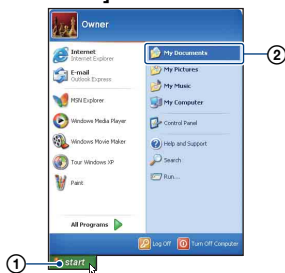 Owner
Internet
Internet Explorer
E-mail
Outlook Express
MSN Explorer
Windows Media Player
Windows Movie Maker
Tour Windows XP
Paint
All Programs
My Documents
My Pictures
My Music
My Computer
Control Panel
Help and Support
Search
Run...
Log Off
Turn Off Computer
start
1
2